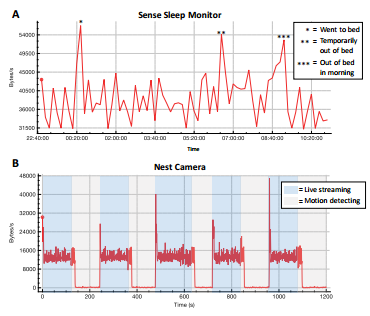 A
Sense Sleep Monitor
*
**
***
* = Went to bed
** = Temporarily
out of bed
*** = Out of bed
in morning
Bytes/s
54000
49500
45000
40500
36000
31500
22:40:00
00:20:00
02:00:00
03:40:00
05:20:00
07:00:00
08:40:00
10:20:00
Time
B
Nest Camera
= Live streaming
= Motion detecting
Bytes/s
48000
40000
32000
24000
16000
8000
0
0
200
400
600
800
1000
1200
Time (s)